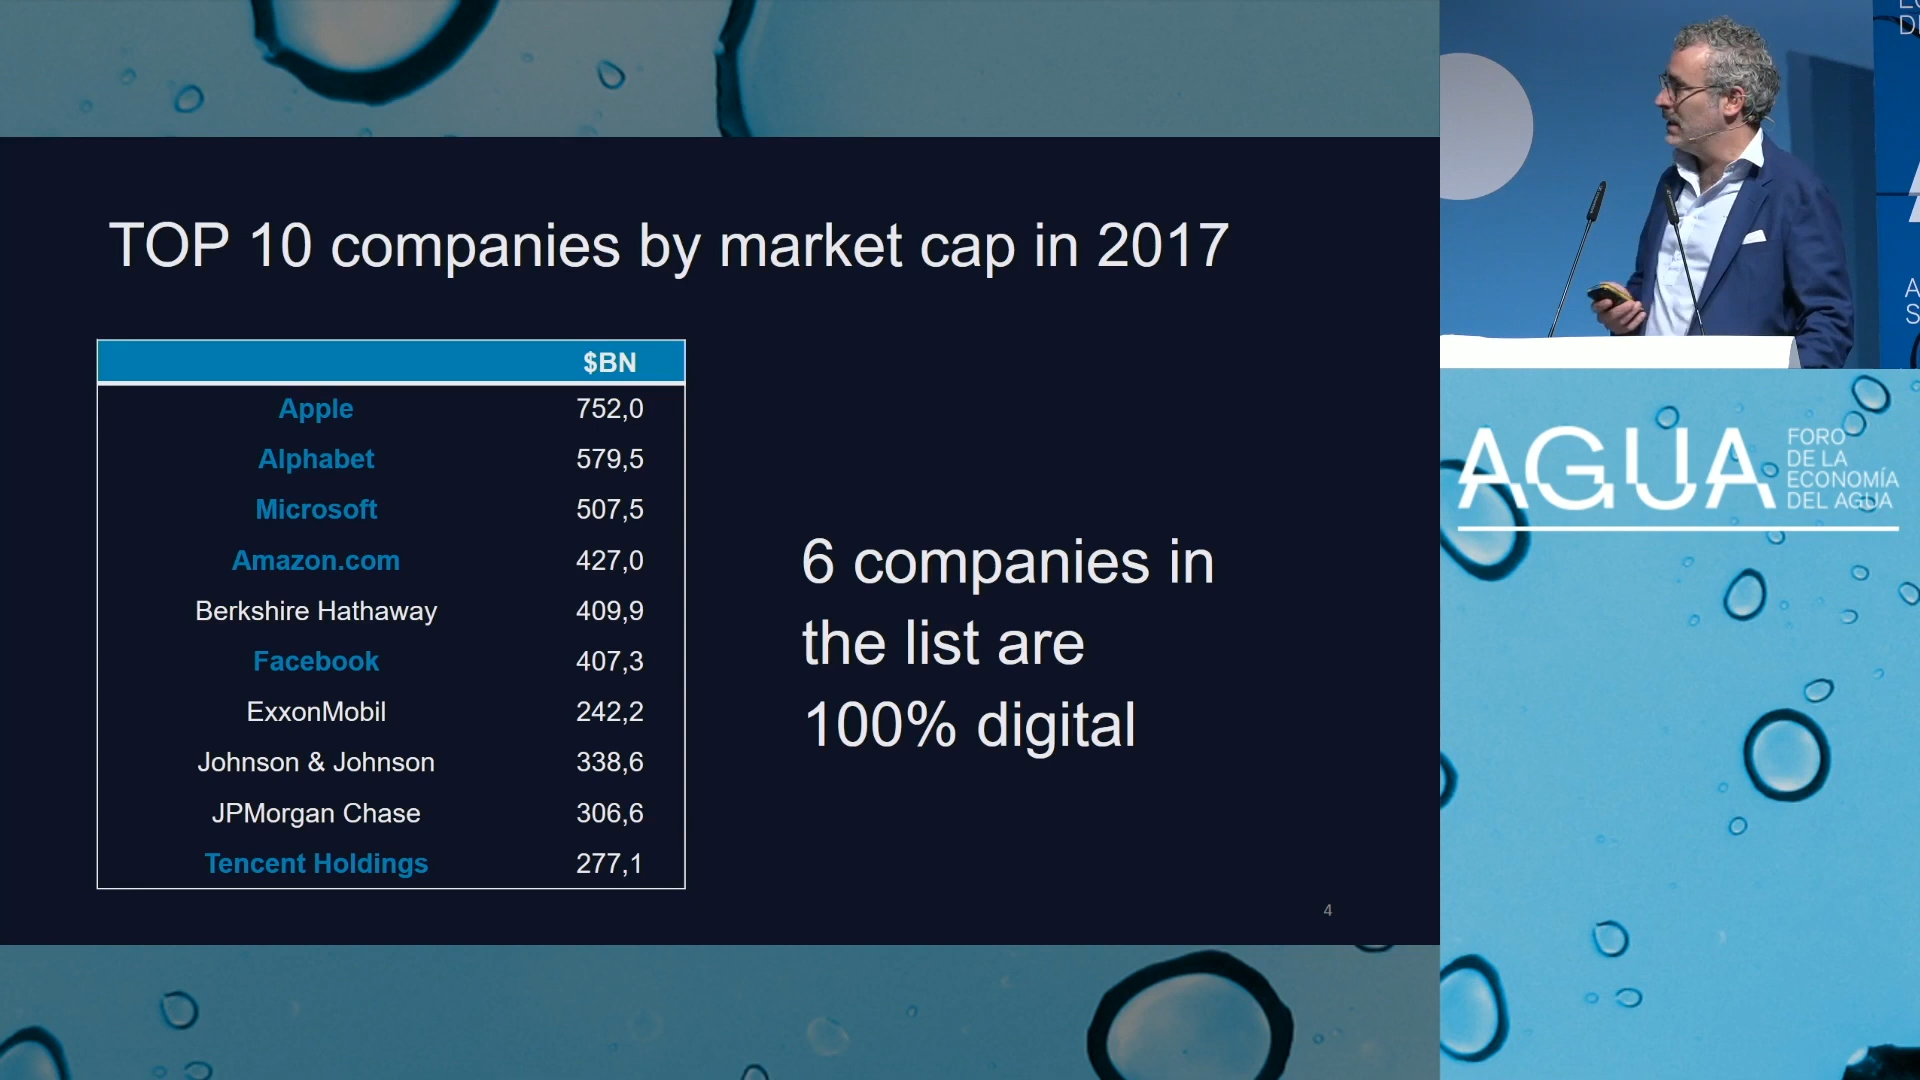 TOP 10 companies by market cap in 2017
$BN
Apple 752,0
Alphabet 579,5
Microsoft 507,5
Amazon.com 427,0
Berkshire Hathaway 409,9
Facebook 407,3
ExxonMobil 242,2
Johnson & Johnson 338,6
JPMorgan Chase 306,6
Tencent Holdings 277,1
6 companies in
the list are
100% digital
4
AGUA
FORO
DE LA
ECONOMÍA
DEL AGUA